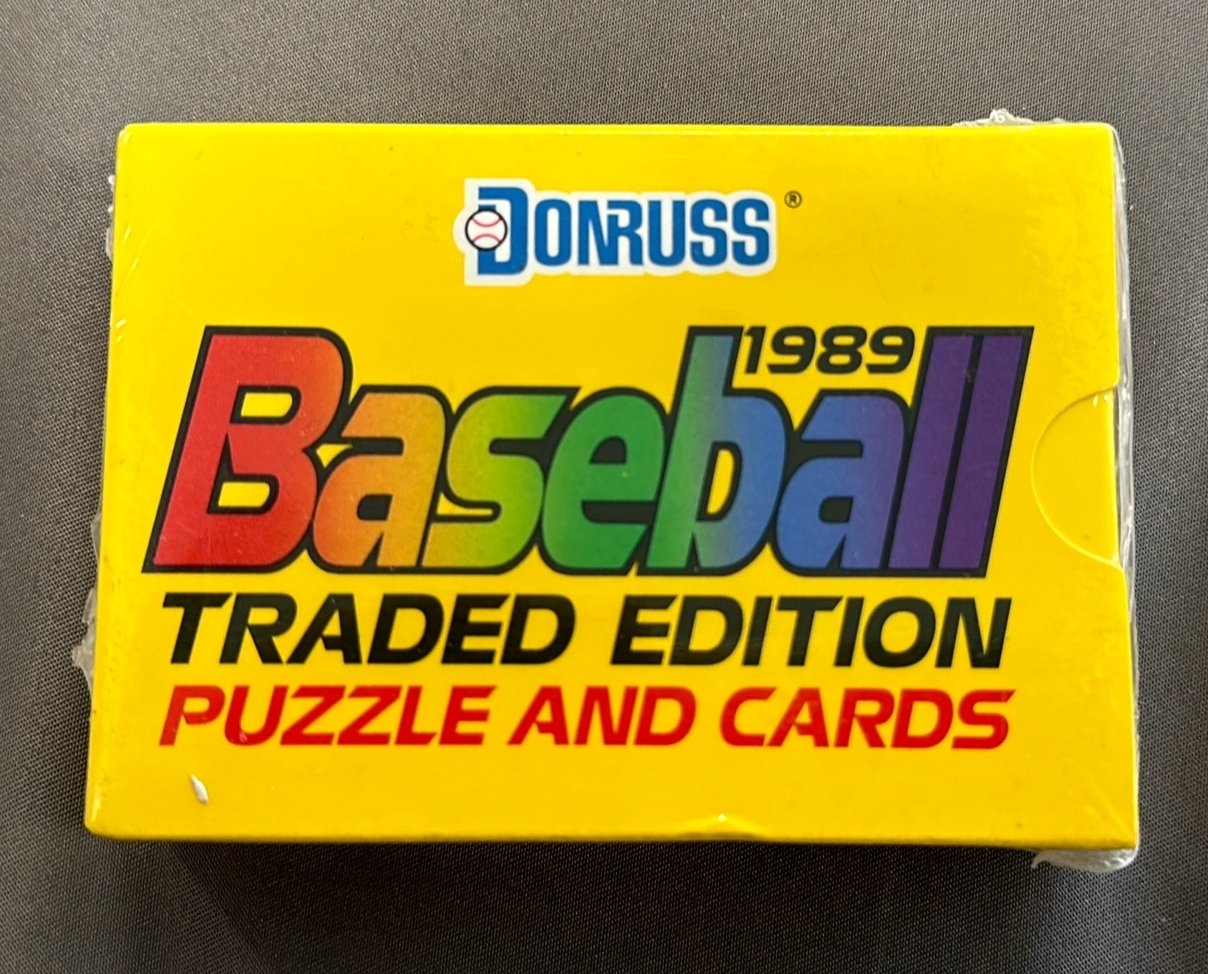 DONRUSS®
1989
Baseball
TRADED EDITION
PUZZLE AND CARDS